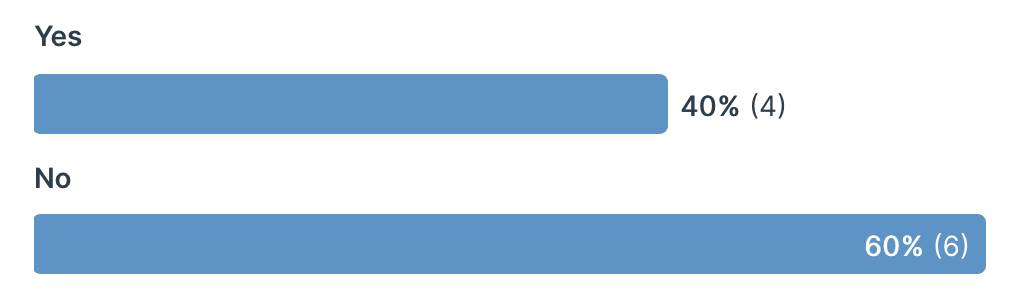 Yes
40% (4)
No
60% (6)